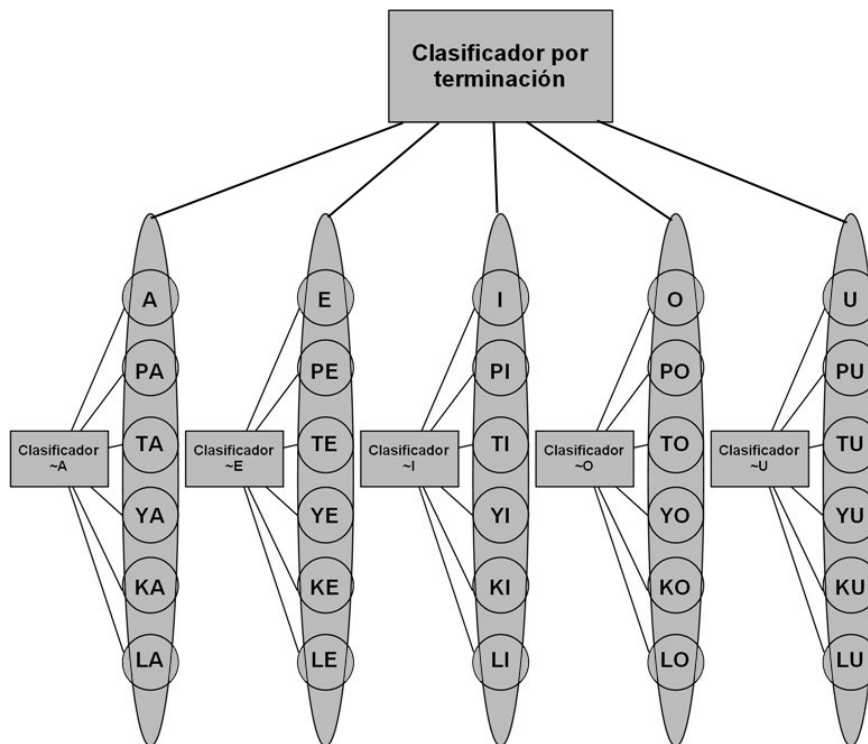 Clasificador por
terminación
A
E
I
O
U
PA
PE
PI
PO
PU
Clasificador
~A
TA
Clasificador
~E
TE
Clasificador
~I
TI
Clasificador
~O
TO
Clasificador
~U
TU
YA
YE
YI
YO
YU
KA
KE
KI
KO
KU
LA
LE
LI
LO
LU